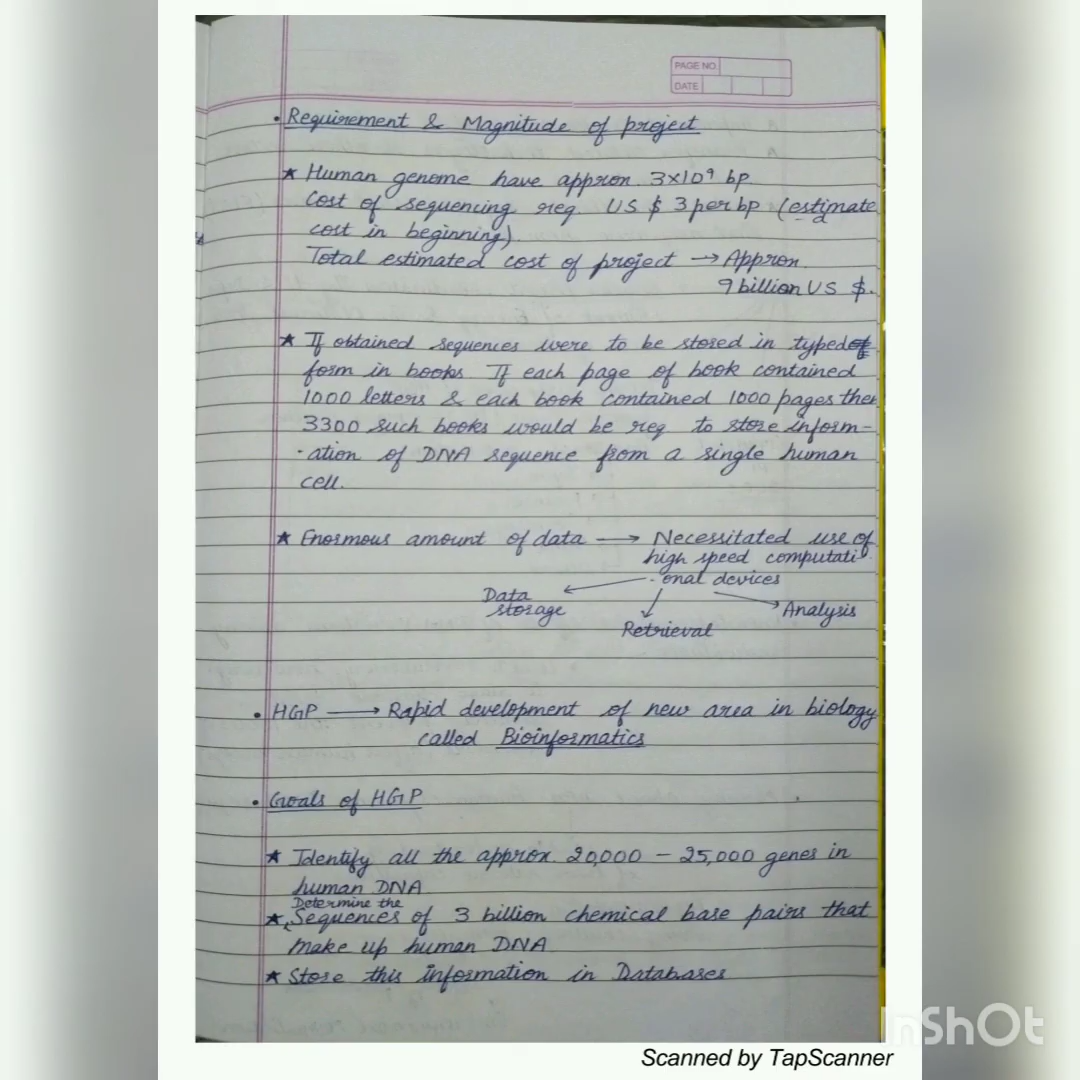 PAGE NO.
DATE
• Requirement & Magnitude of project
★ Human genome have approx. 3×10⁹ bp.
Cost of sequencing req. US $ 3 per bp (estimate
cost in beginning).
Total estimated cost of project → Approx.
9 billion US $.
★ If obtained sequences were to be stored in typed
form in books If each page of book contained
1000 letters & each book contained 1000 pages then
3300 such books would be req to store inform-
ation of DNA sequence from a single human
cell.
★ Enormous amount of data → Necessitated use of
high speed computati
onal devices
Data
storage
Analysis
Retrieval
• HGP → Rapid development of new area in biology
called Bioinformatics
• Goals of HGP
★ Identify all the approx. 20,000 – 25,000 genes in
human DNA
Determine the
★ Sequences of 3 billion chemical base pairs that
make up human DNA
★ Store this information in Databases
InShOt
Scanned by TapScanner